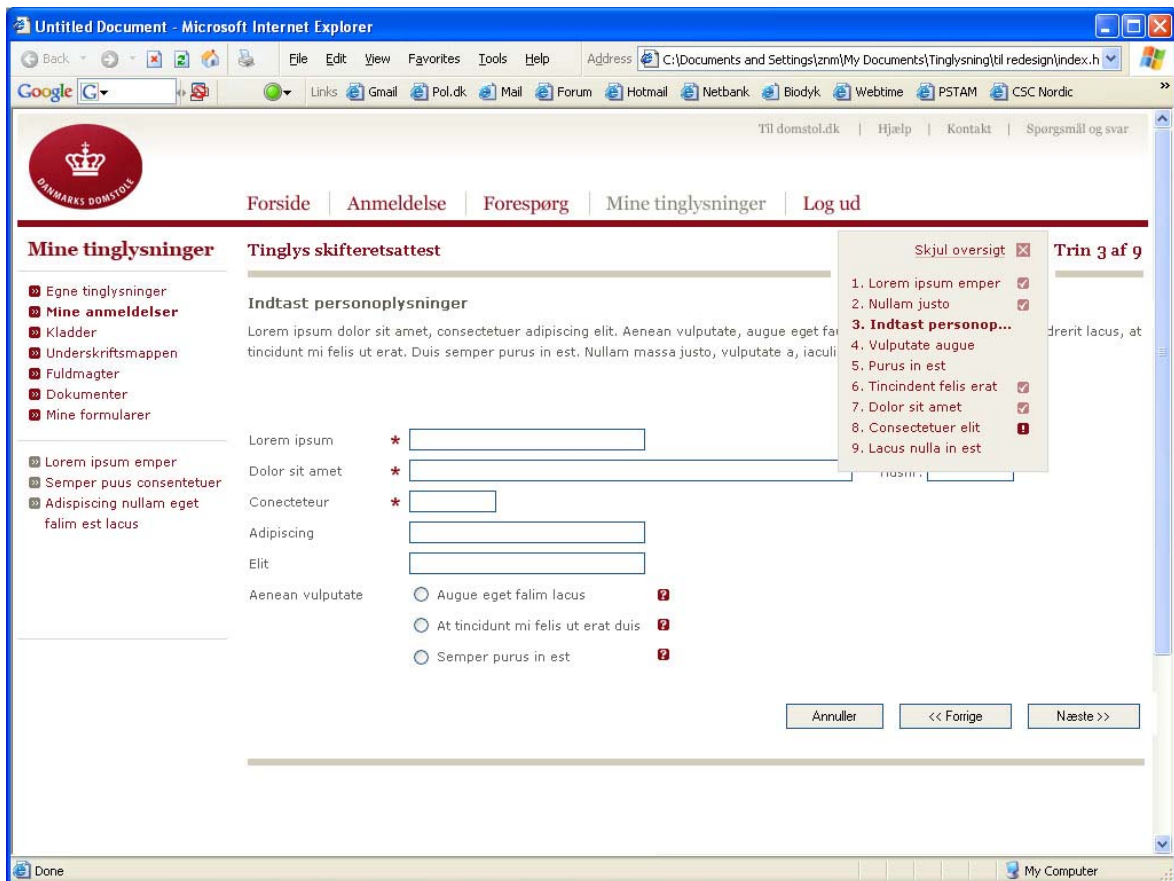 Untitled Document - Microsoft Internet Explorer
Back File Edit View Favorites Tools Help Address C:\Documents and Settings\znm\My Documents\Tinglysning\til redesign\index.h
Google G Links Gmail Pol.dk Mail Forum Hotmail Netbank Biodyk Webtime PSTAM CSC Nordic »
Til domstol.dk | Hjælp | Kontakt | Spørgsmål og svar
DANMARKS DOMSTOLE
Forside | Anmeldelse | Forespørg | Mine tinglysninger | Log ud
Mine tinglysninger
Egne tinglysninger
Mine anmeldelser
Kladder
Underskriftsmappen
Fuldmagter
Dokumenter
Mine formularer
Lorem ipsum emper
Semper puus consentetuer
Adispiscing nullam eget
falim est lacus
Tinglys skifteretsattest
Trin 3 af 9
Skjul oversigt
1. Lorem ipsum emper
2. Nullam justo
3. Indtast personop...
4. Vulputate augue
5. Purus in est
6. Tincindent felis erat
7. Dolor sit amet
8. Consectetuer elit
9. Lacus nulla in est
Indtast personoplysninger
Lorem ipsum dolor sit amet, consectetuer adipiscing elit. Aenean vulputate, augue eget fau drerit lacus, at
tincidunt mi felis ut erat. Duis semper purus in est. Nullam massa justo, vulputate a, iaculi
Lorem ipsum *
Dolor sit amet * Husnr.
Conecteteur *
Adipiscing
Elit
Aenean vulputate Augue eget falim lacus ?
At tincidunt mi felis ut erat duis ?
Semper purus in est ?
Annuller << Forrige Næste >>
Done My Computer